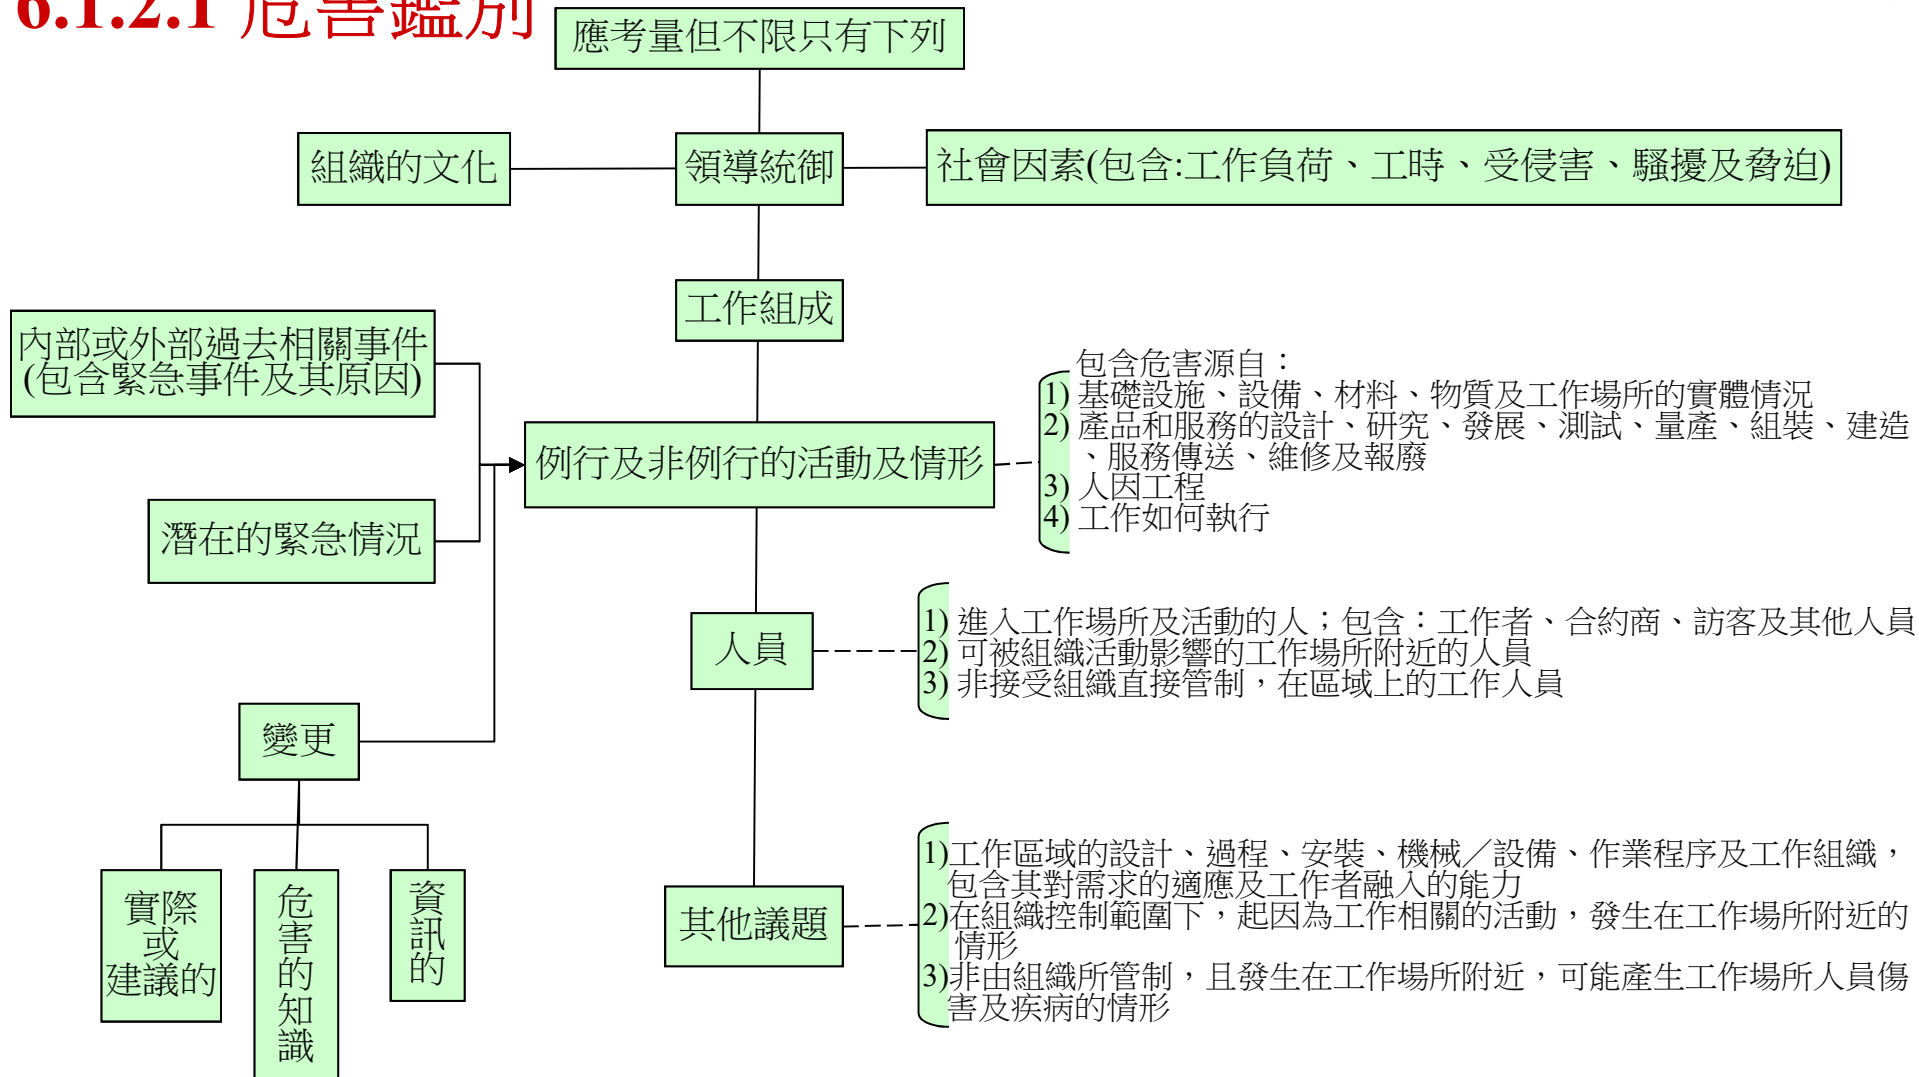 6.1.2.1 危害鑑別
應考量但不限只有下列
組織的文化
領導統御
社會因素(包含:工作負荷、工時、受侵害、騷擾及脅迫)
工作組成
內部或外部過去相關事件
(包含緊急事件及其原因)
例行及非例行的活動及情形
包含危害源自：
1) 基礎設施、設備、材料、物質及工作場所的實體情況
2) 產品和服務的設計、研究、發展、測試、量產、組裝、建造
、服務傳送、維修及報廢
3) 人因工程
4) 工作如何執行
潛在的緊急情況
人員
1) 進入工作場所及活動的人；包含：工作者、合約商、訪客及其他人員
2) 可被組織活動影響的工作場所附近的人員
3) 非接受組織直接管制，在區域上的工作人員
變更
實際
或
建議的
危害的知識
資訊的
其他議題
1)工作區域的設計、過程、安裝、機械／設備、作業程序及工作組織，
包含其對需求的適應及工作者融入的能力
2)在組織控制範圍下，起因為工作相關的活動，發生在工作場所附近的
情形
3)非由組織所管制，且發生在工作場所附近，可能產生工作場所人員傷
害及疾病的情形